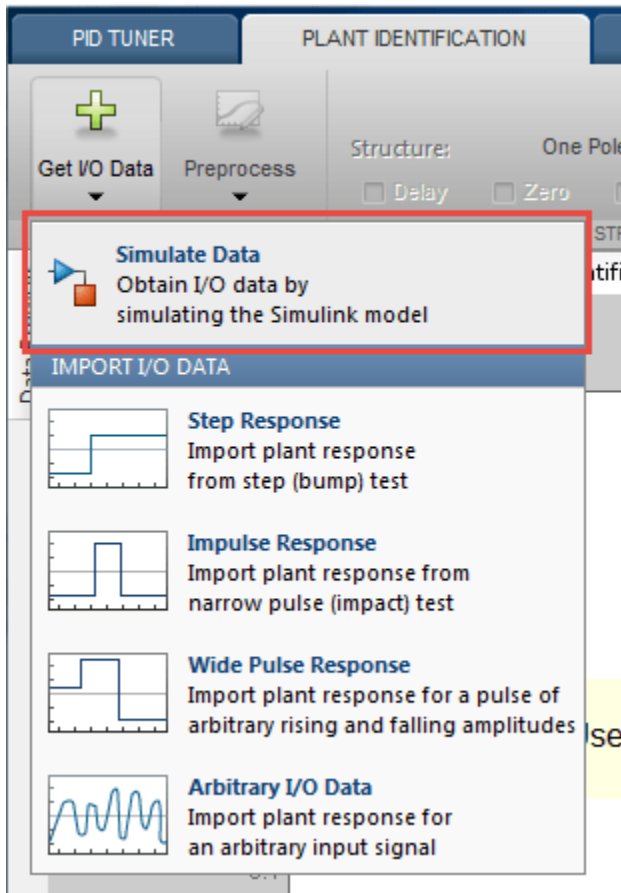 PID TUNER
PLANT IDENTIFICATION
Get I/O Data
Preprocess
Structure:
One Pole
Delay
Zero
Simulate Data
Obtain I/O data by
simulating the Simulink model
IMPORT I/O DATA
Step Response
Import plant response
from step (bump) test
Impulse Response
Import plant response from
narrow pulse (impact) test
Wide Pulse Response
Import plant response for a pulse of
arbitrary rising and falling amplitudes
Arbitrary I/O Data
Import plant response for
an arbitrary input signal